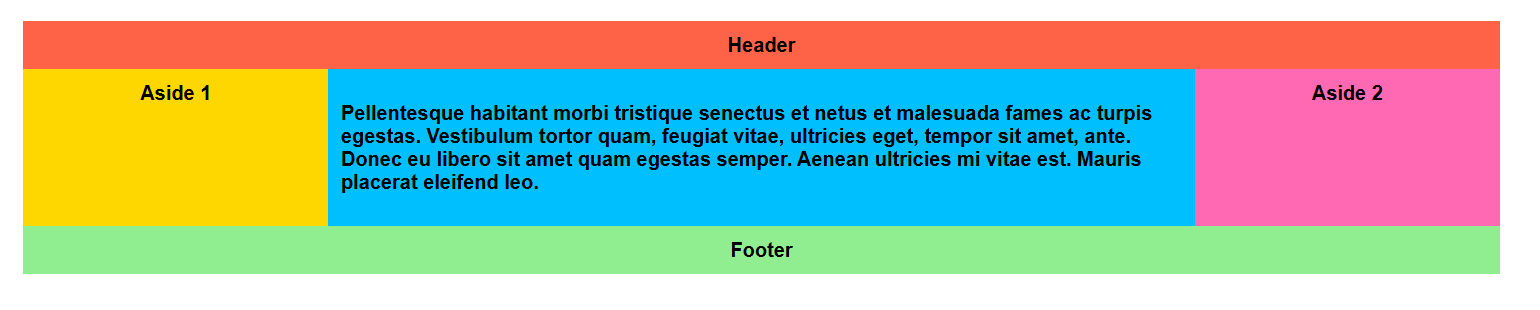 Header
Aside 1
Pellentesque habitant morbi tristique senectus et netus et malesuada fames ac turpis
egestas. Vestibulum tortor quam, feugiat vitae, ultricies eget, tempor sit amet, ante.
Donec eu libero sit amet quam egestas semper. Aenean ultricies mi vitae est. Mauris
placerat eleifend leo.
Aside 2
Footer